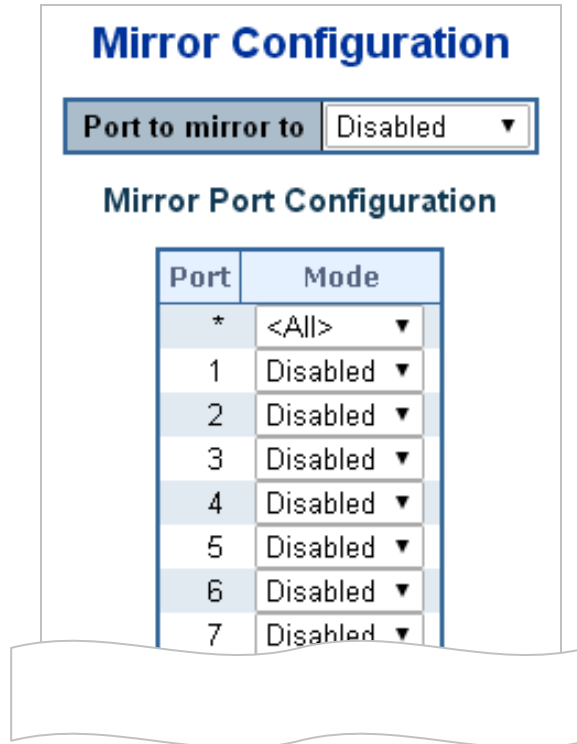 Mirror Configuration
Port to mirror to Disabled
Mirror Port Configuration
Port Mode
* <All>
1 Disabled
2 Disabled
3 Disabled
4 Disabled
5 Disabled
6 Disabled
7 Disabled